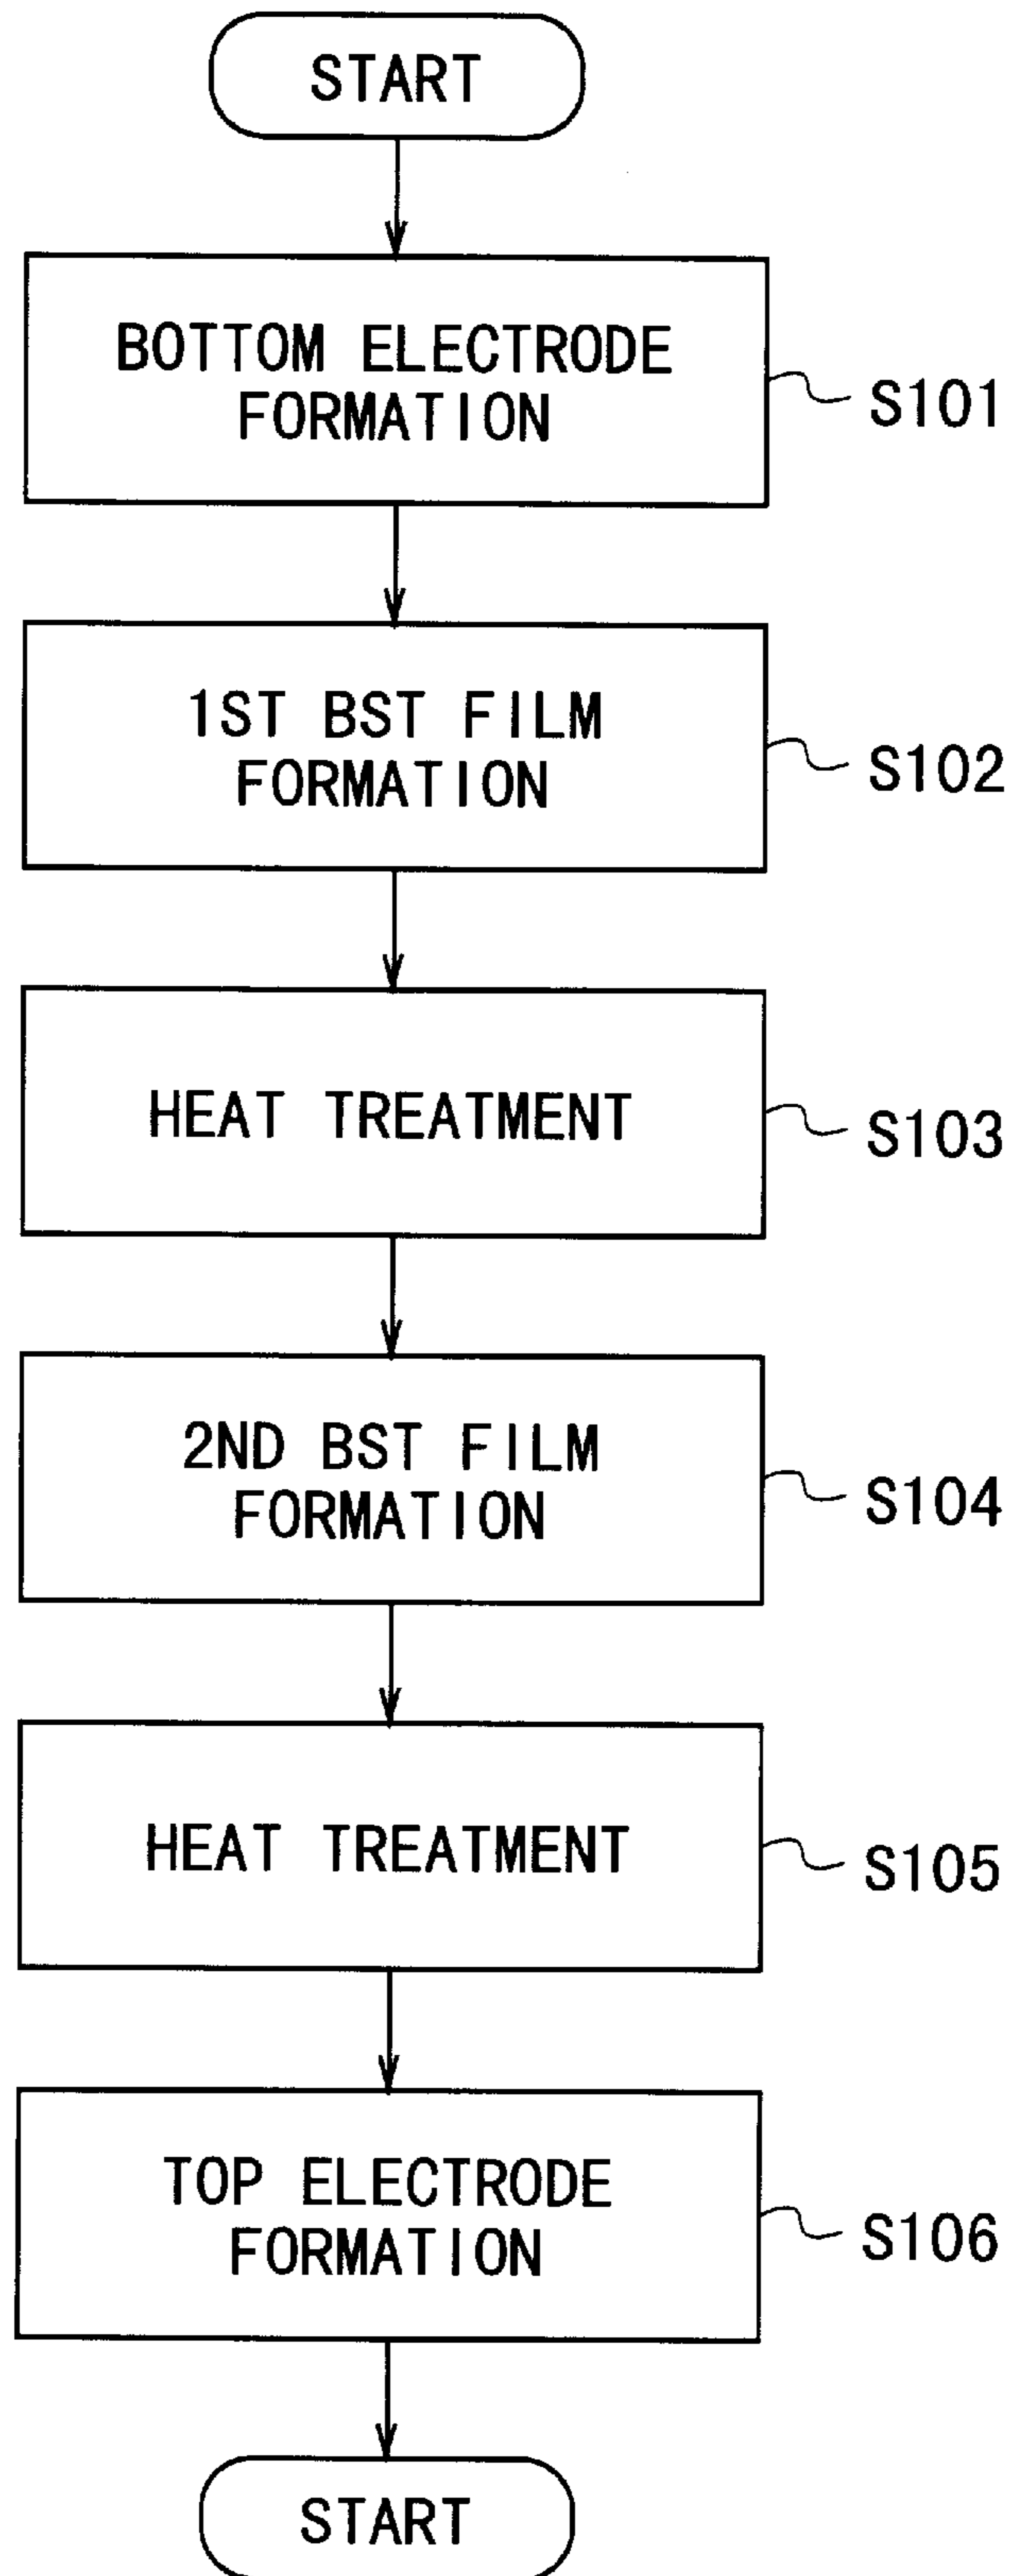 START
BOTTOM ELECTRODE
FORMATION
S101
1ST BST FILM
FORMATION
S102
HEAT TREATMENT
S103
2ND BST FILM
FORMATION
S104
HEAT TREATMENT
S105
TOP ELECTRODE
FORMATION
S106
START